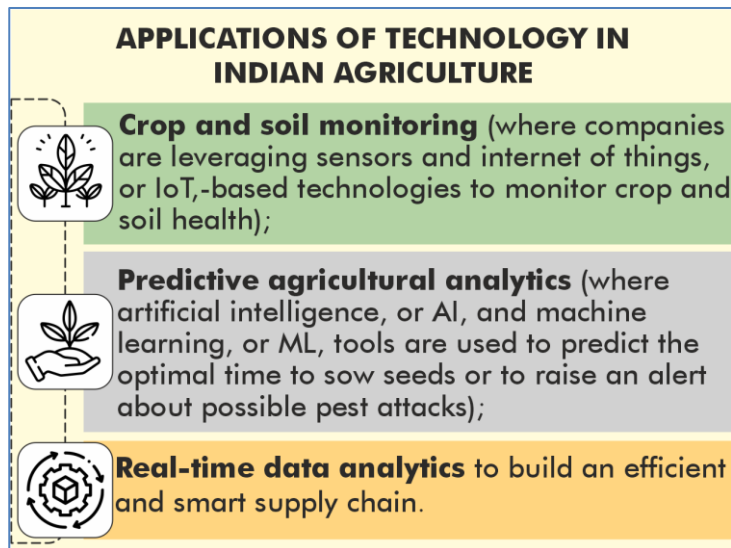 APPLICATIONS OF TECHNOLOGY IN
INDIAN AGRICULTURE
Crop and soil monitoring (where companies
are leveraging sensors and internet of things,
or IoT,-based technologies to monitor crop and
soil health);
Predictive agricultural analytics (where
artificial intelligence, or AI, and machine
learning, or ML, tools are used to predict the
optimal time to sow seeds or to raise an alert
about possible pest attacks);
Real-time data analytics to build an efficient
and smart supply chain.